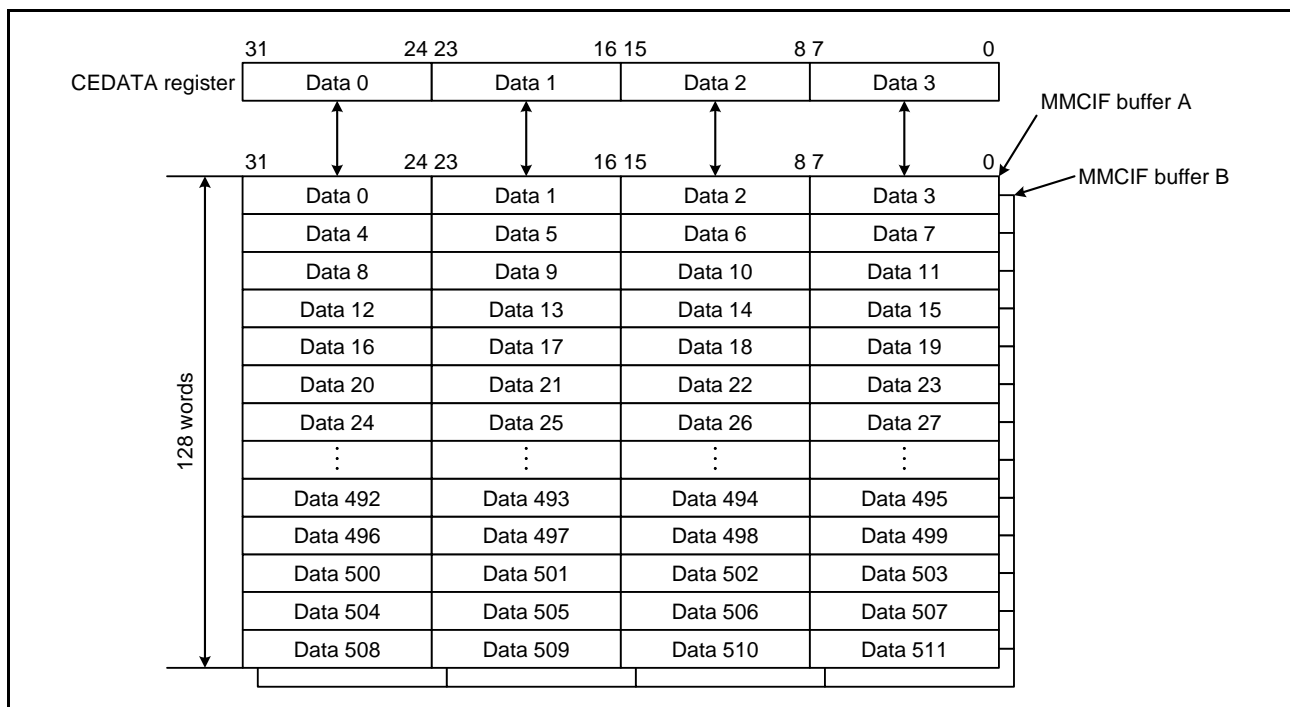 31 24 23 16 15 8 7 0
CEDATA register Data 0 Data 1 Data 2 Data 3
MMCIF buffer A
31 24 23 16 15 8 7 0
MMCIF buffer B
Data 0 Data 1 Data 2 Data 3
Data 4 Data 5 Data 6 Data 7
Data 8 Data 9 Data 10 Data 11
Data 12 Data 13 Data 14 Data 15
Data 16 Data 17 Data 18 Data 19
Data 20 Data 21 Data 22 Data 23
Data 24 Data 25 Data 26 Data 27
128 words
Data 492 Data 493 Data 494 Data 495
Data 496 Data 497 Data 498 Data 499
Data 500 Data 501 Data 502 Data 503
Data 504 Data 505 Data 506 Data 507
Data 508 Data 509 Data 510 Data 511